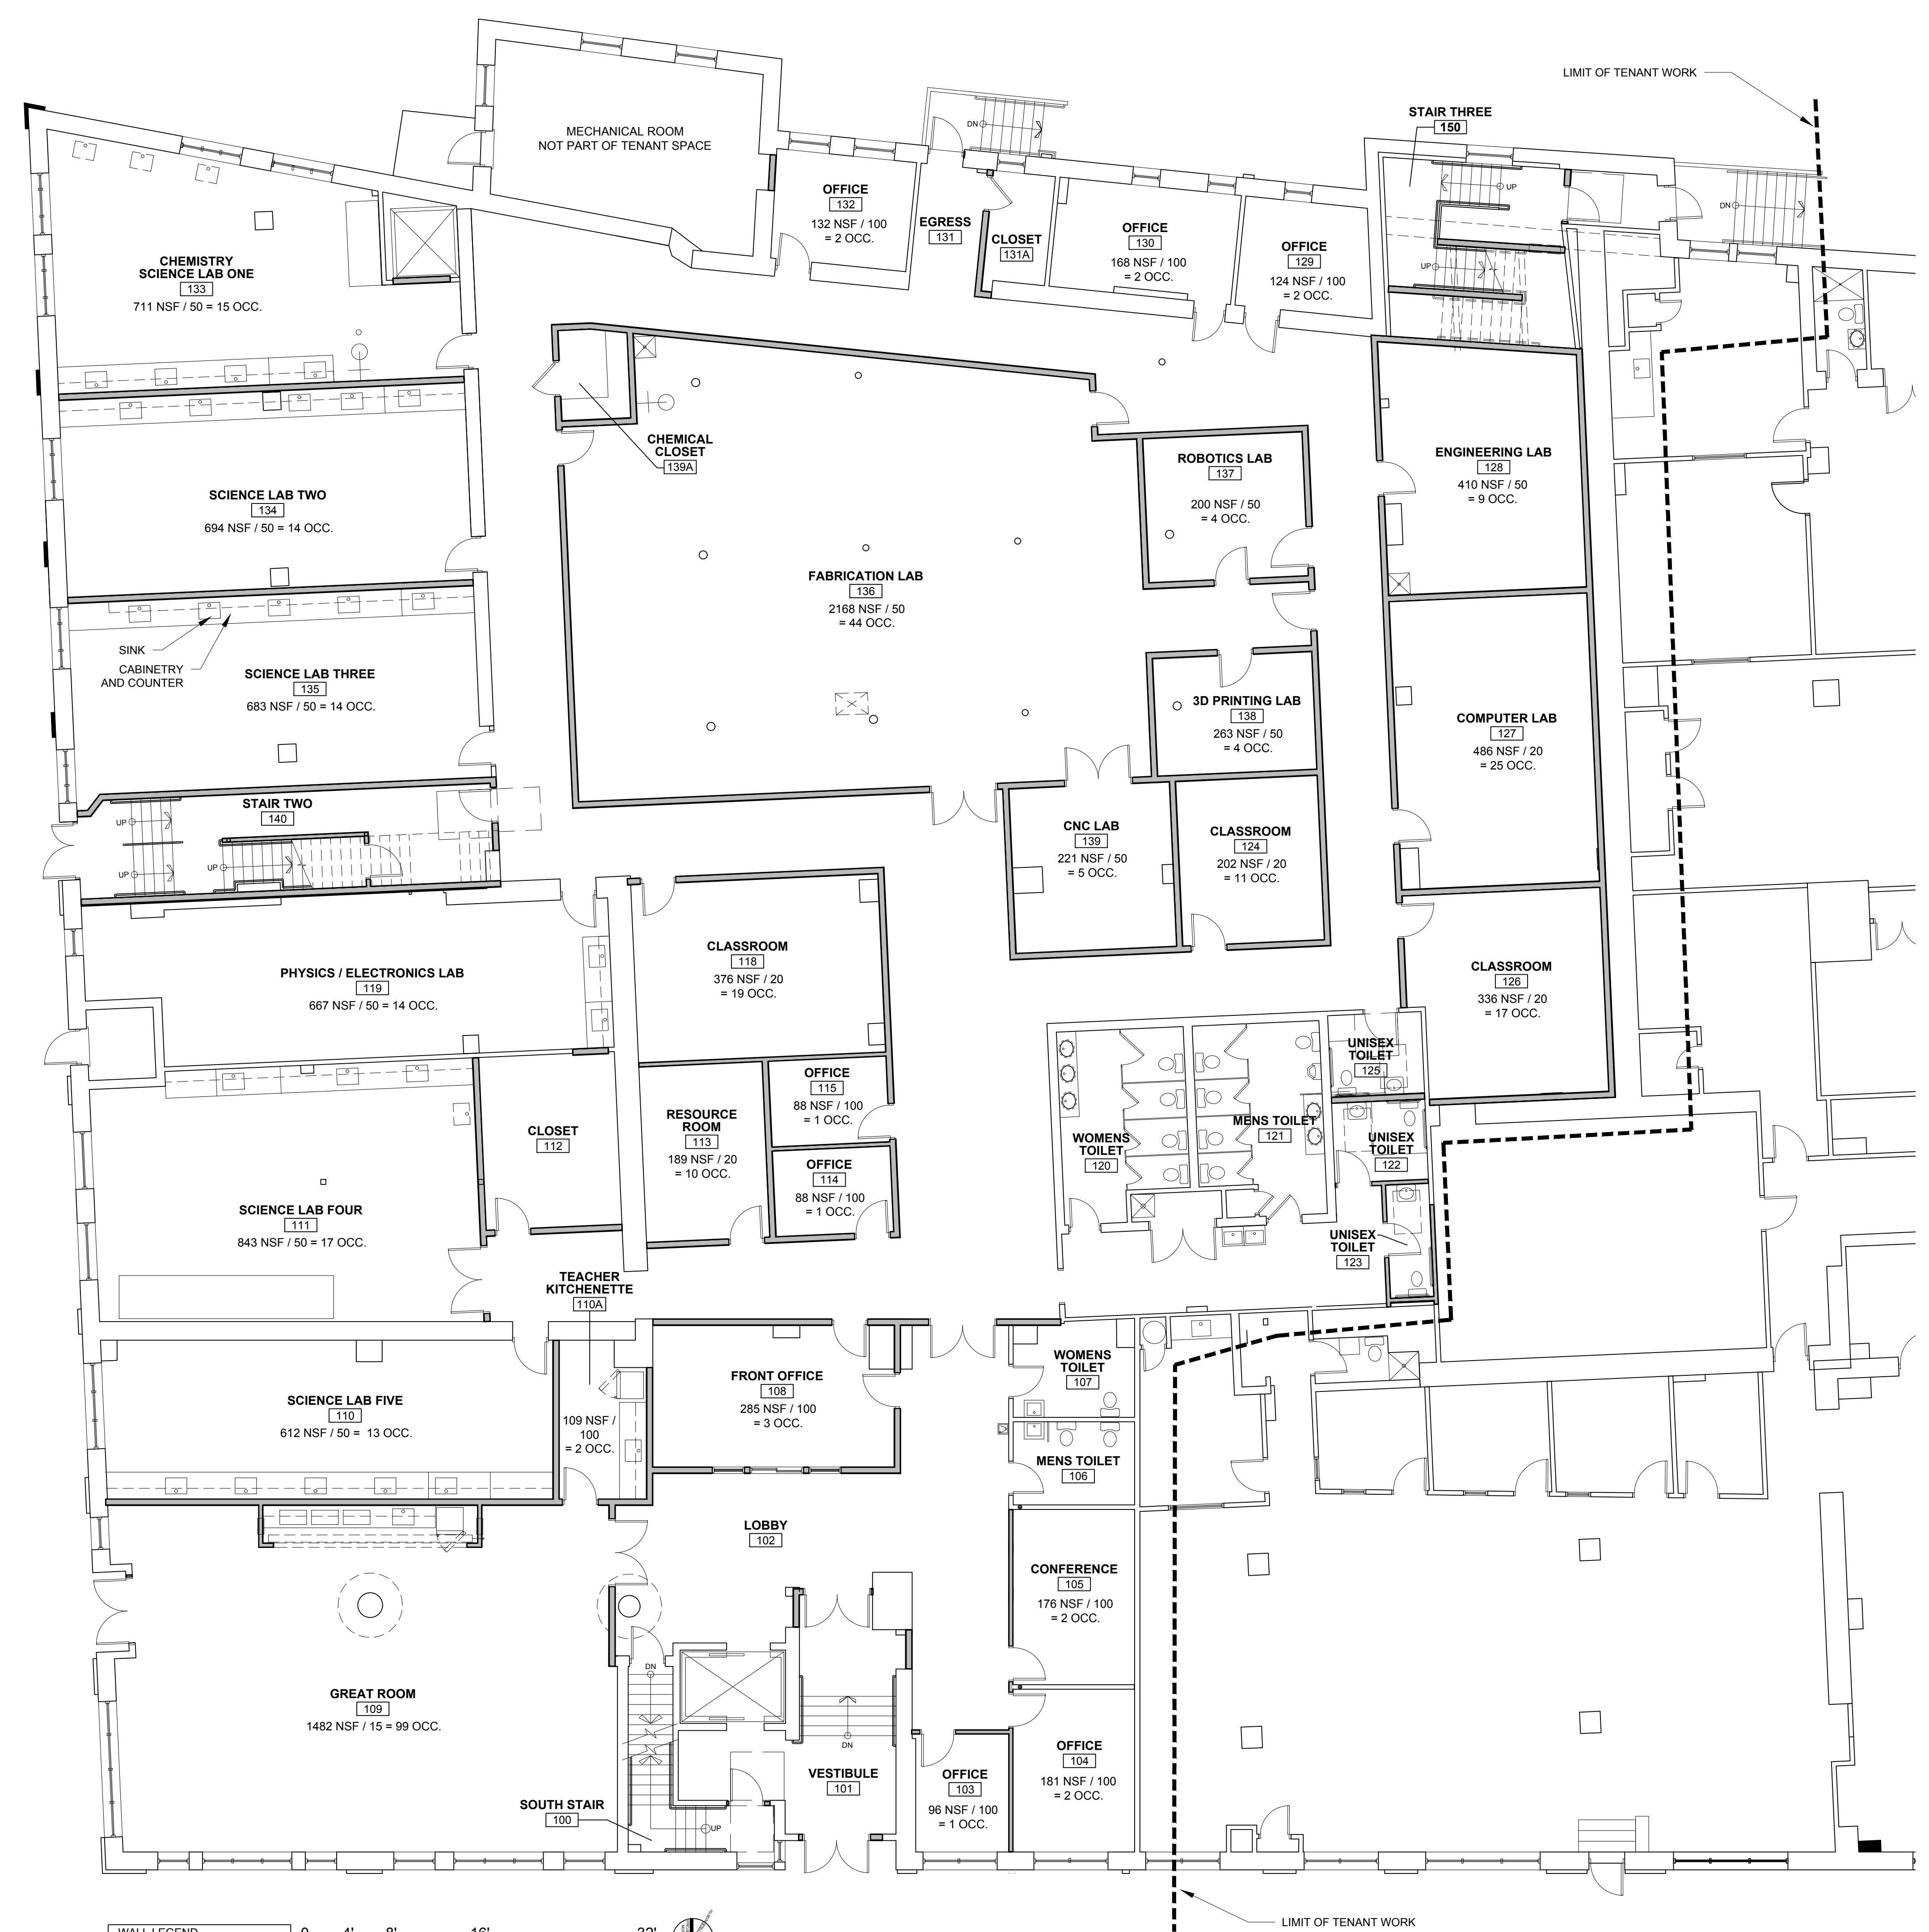 LIMIT OF TENANT WORK
STAIR THREE
150
MECHANICAL ROOM
NOT PART OF TENANT SPACE
DN
UP
DN
UP
OFFICE
132
132 NSF / 100
= 2 OCC.
EGRESS
131
CLOSET
131A
OFFICE
130
168 NSF / 100
= 2 OCC.
OFFICE
129
124 NSF / 100
= 2 OCC.
CHEMISTRY
SCIENCE LAB ONE
133
711 NSF / 50 = 15 OCC.
CHEMICAL
CLOSET
139A
ROBOTICS LAB
137
200 NSF / 50
= 4 OCC.
ENGINEERING LAB
128
410 NSF / 50
= 9 OCC.
SCIENCE LAB TWO
134
694 NSF / 50 = 14 OCC.
FABRICATION LAB
136
2168 NSF / 50
= 44 OCC.
SINK
CABINETRY
AND COUNTER
SCIENCE LAB THREE
135
683 NSF / 50 = 14 OCC.
3D PRINTING LAB
138
263 NSF / 50
= 4 OCC.
COMPUTER LAB
127
486 NSF / 20
= 25 OCC.
STAIR TWO
140
UP
UP
UP
CNC LAB
139
221 NSF / 50
= 5 OCC.
CLASSROOM
124
202 NSF / 20
= 11 OCC.
PHYSICS / ELECTRONICS LAB
119
667 NSF / 50 = 14 OCC.
CLASSROOM
118
376 NSF / 20
= 19 OCC.
CLASSROOM
126
336 NSF / 20
= 17 OCC.
UNISEX
TOILET
125
OFFICE
115
88 NSF / 100
= 1 OCC.
RESOURCE
ROOM
113
189 NSF / 20
= 10 OCC.
CLOSET
112
WOMENS
TOILET
120
MENS TOILET
121
UNISEX
TOILET
122
OFFICE
114
88 NSF / 100
= 1 OCC.
SCIENCE LAB FOUR
111
843 NSF / 50 = 17 OCC.
UNISEX
TOILET
123
TEACHER
KITCHENETTE
110A
109 NSF /
100
= 2 OCC.
FRONT OFFICE
108
285 NSF / 100
= 3 OCC.
WOMENS
TOILET
107
SCIENCE LAB FIVE
110
612 NSF / 50 = 13 OCC.
MENS TOILET
106
LOBBY
102
CONFERENCE
105
176 NSF / 100
= 2 OCC.
GREAT ROOM
109
1482 NSF / 15 = 99 OCC.
DN
DN
UP
VESTIBULE
101
OFFICE
104
181 NSF / 100
= 2 OCC.
OFFICE
103
96 NSF / 100
= 1 OCC.
SOUTH STAIR
100
LIMIT OF TENANT WORK
WALL LEGEND
0 4' 8' 16' 32'